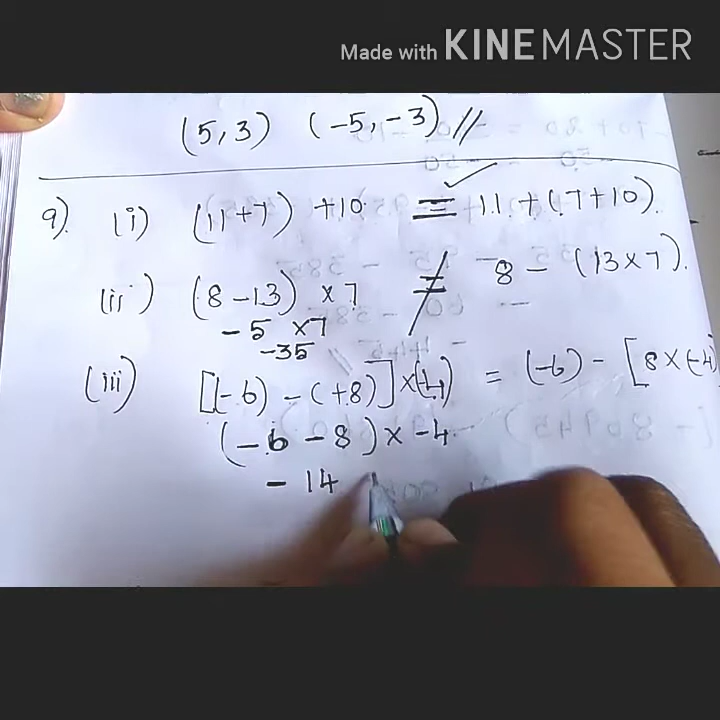 Made with KINEMASTER
(5,3) (-5,-3) //
9). (i) (11+7) +10 = 11 + (7+10).
(ii) (8-13) ×7 ≠ 8 - (13×7).
-5 ×7
-35
(iii) [(-6) - (+8)] ×(-4) = (-6) - [8×(-4)
(-6 - 8) × -4
- 14